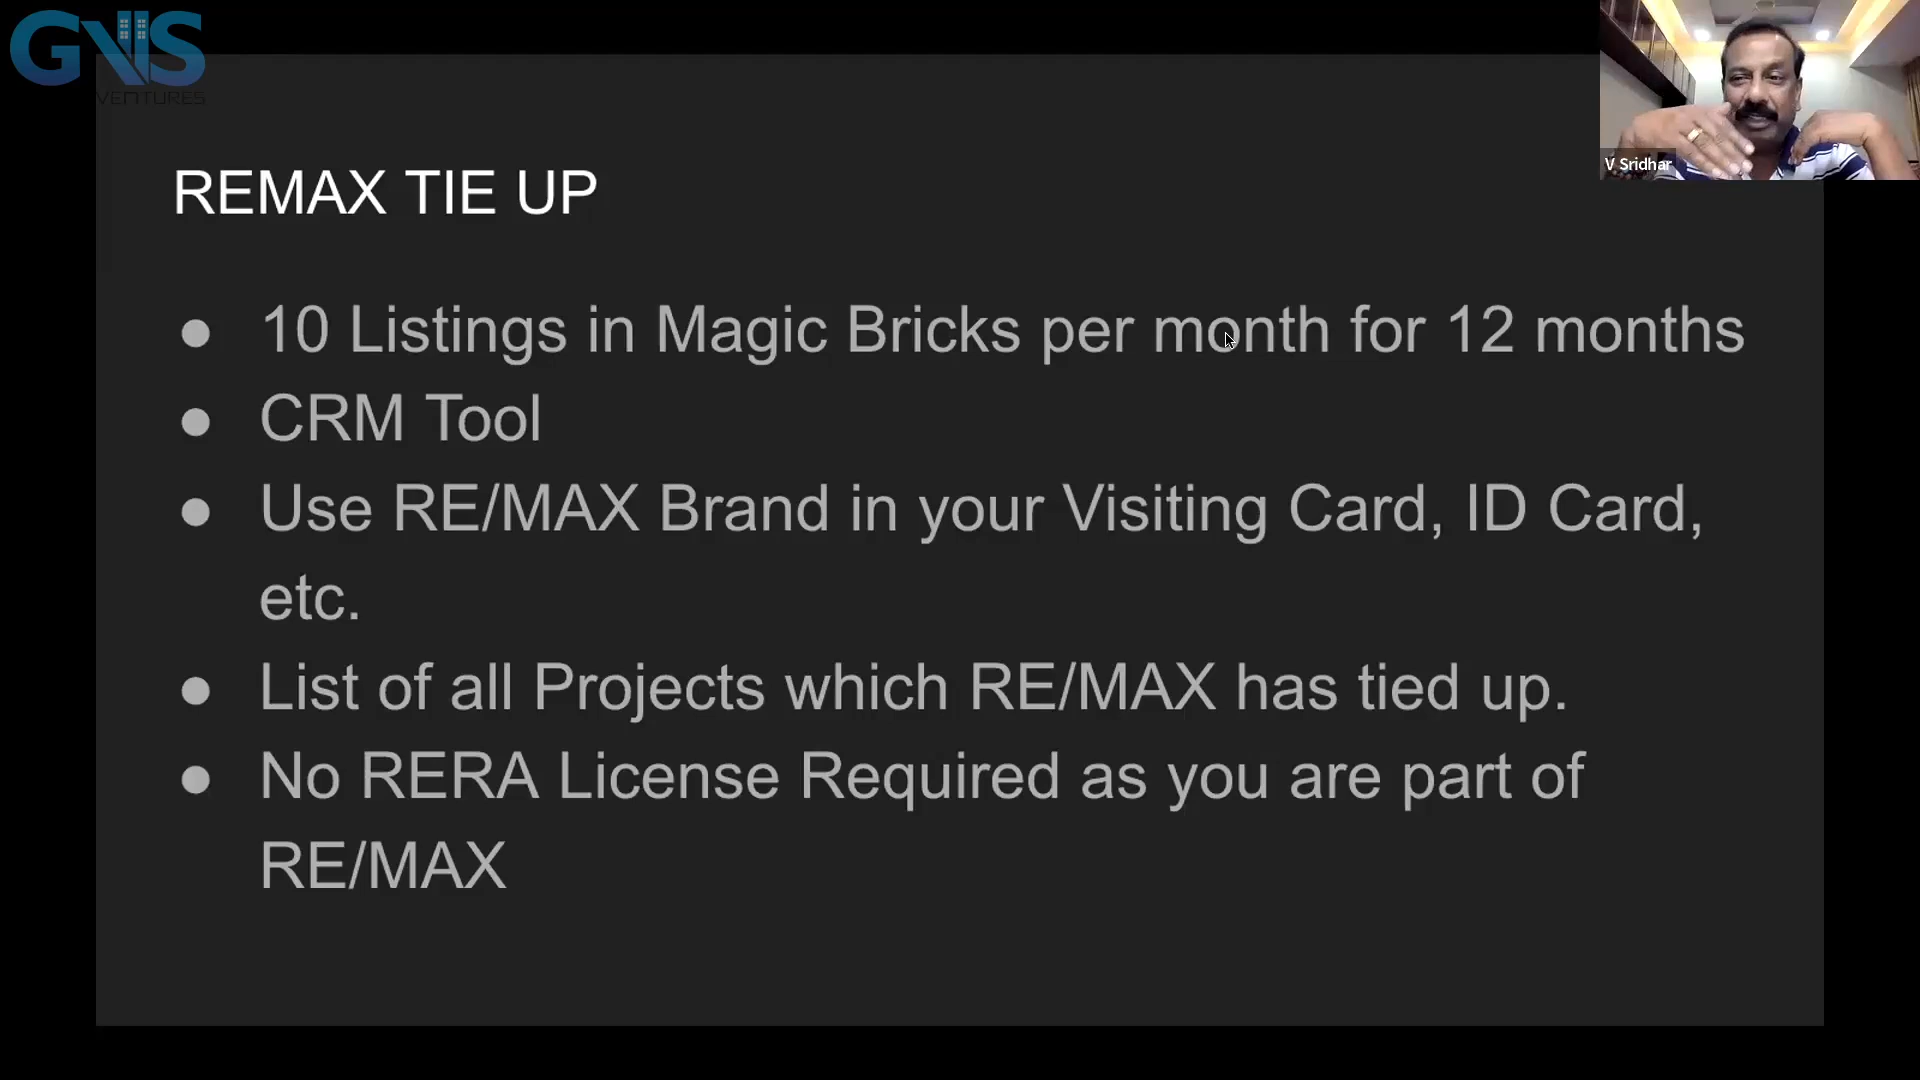 GVS
VENTURES
V Sridhar
REMAX TIE UP
● 10 Listings in Magic Bricks per month for 12 months
● CRM Tool
● Use RE/MAX Brand in your Visiting Card, ID Card,
etc.
● List of all Projects which RE/MAX has tied up.
● No RERA License Required as you are part of
RE/MAX